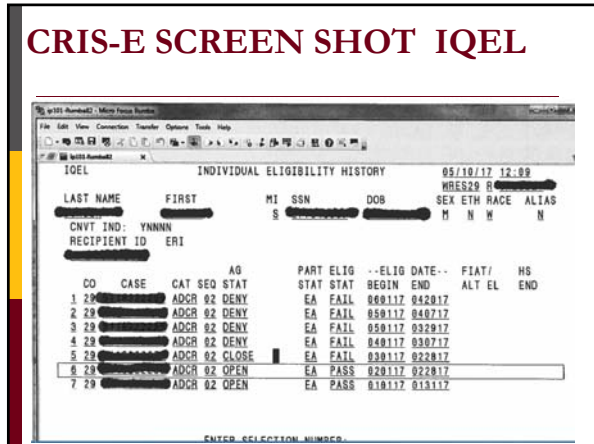 CRIS-E SCREEN SHOT IQEL
ip101-Rumba02 - Micro Focus Rumba
File Edit View Connection Transfer Options Tools Help
IQEL INDIVIDUAL ELIGIBILITY HISTORY 05/10/17 12:09
WRES29 R
LAST NAME FIRST MI SSN DOB SEX ETH RACE ALIAS
S M N W N
CNVT IND: YNNNN
RECIPIENT ID ERI
AG PART ELIG --ELIG DATE-- FIAT/ HS
CO CASE CAT SEQ STAT STAT STAT BEGIN END ALT EL END
1 29 ADCR 02 DENY EA FAIL 060117 042017
2 29 ADCR 02 DENY EA FAIL 050117 040717
3 29 ADCR 02 DENY EA FAIL 050117 032917
4 29 ADCR 02 DENY EA FAIL 040117 030717
5 29 ADCR 02 CLOSE EA FAIL 030117 022817
6 29 ADCR 02 OPEN EA PASS 020117 022817
7 29 ADCR 02 OPEN EA PASS 010117 013117
ENTER SELECTION NUMBER: